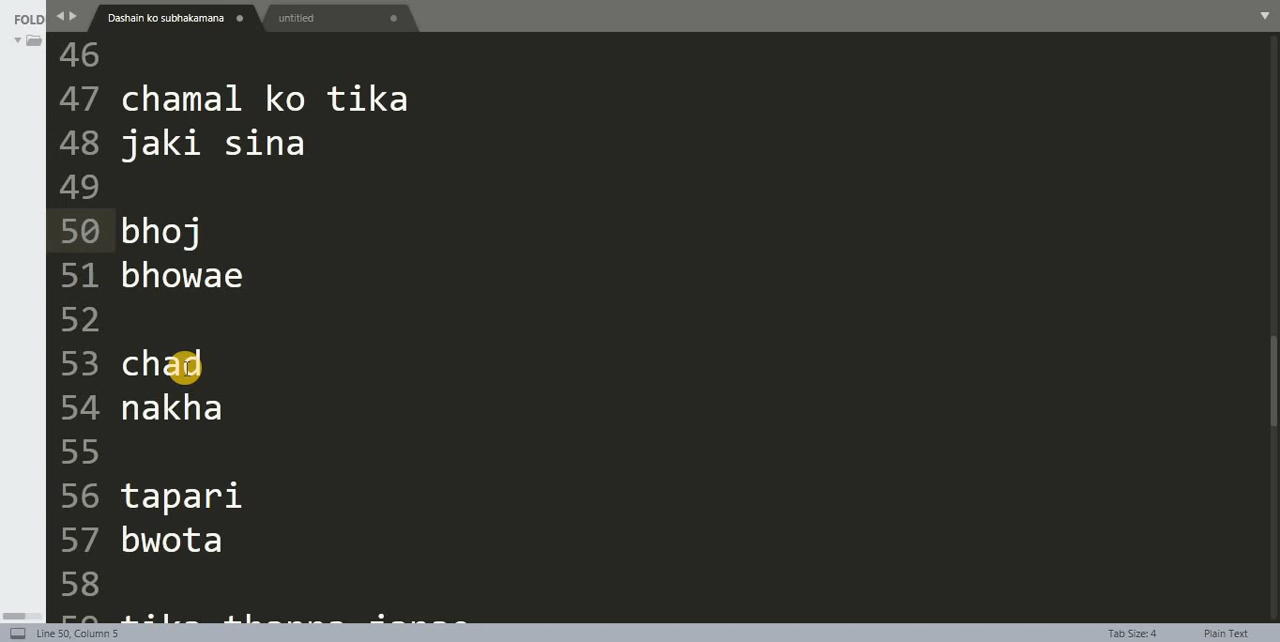 FOLD
Dashain ko subhakamana
untitled
46
47 chamal ko tika
48 jaki sina
49
50 bhoj
51 bhowae
52
53 chad
54 nakha
55
56 tapari
57 bwota
58
Line 50, Column 5
Tab Size: 4
Plain Text